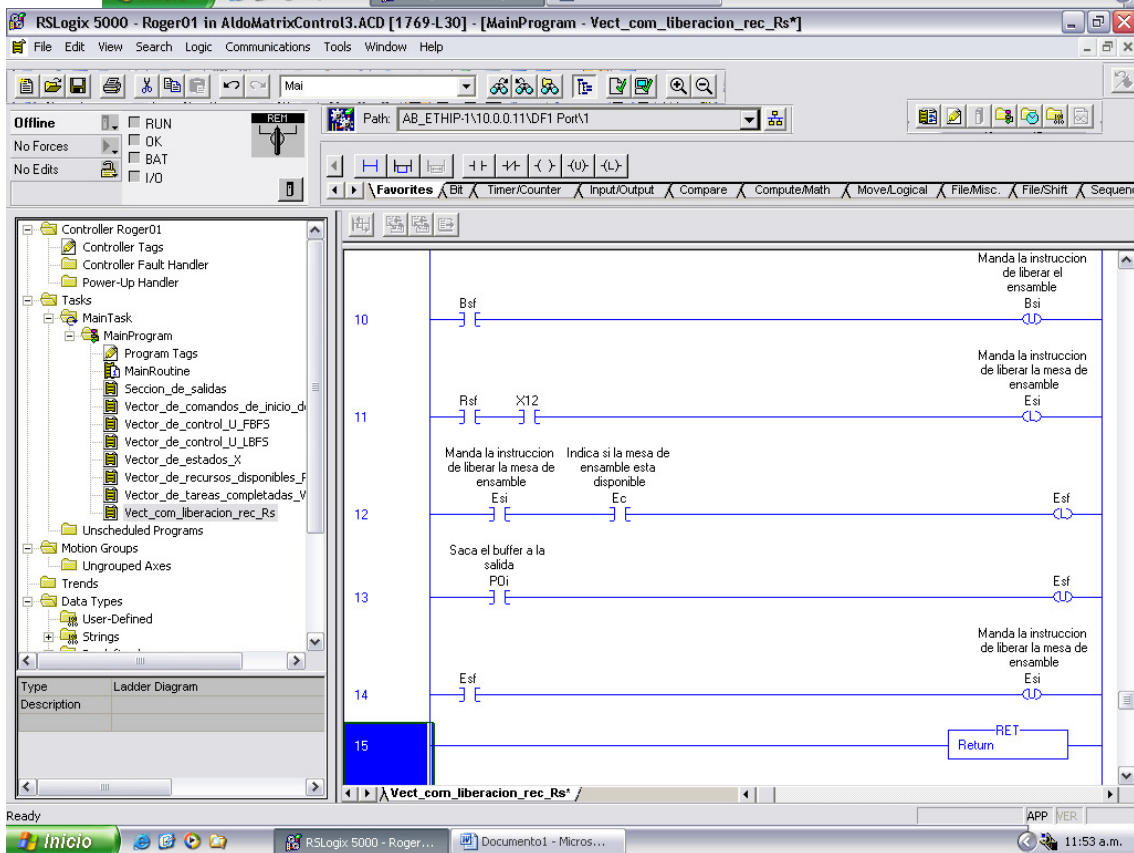 RSLogix 5000 - Roger01 in AldoMatrixControl3.ACD [1769-L30] - [MainProgram - Vect_com_liberacion_rec_Rs*]
File Edit View Search Logic Communications Tools Window Help
Mai
Offline
RUN
No Forces
OK
BAT
No Edits
I/O
REM
Path: AB_ETHIP-1\10.0.0.11\DF1 Port\1
Favorites Bit Timer/Counter Input/Output Compare Compute/Math Move/Logical File/Misc. File/Shift Sequen
Controller Roger01
Controller Tags
Controller Fault Handler
Power-Up Handler
Tasks
MainTask
MainProgram
Program Tags
MainRoutine
Seccion_de_salidas
Vector_de_comandos_de_inicio_d
Vector_de_control_U_FBFS
Vector_de_control_U_LBFS
Vector_de_estados_X
Vector_de_recursos_disponibles_F
Vector_de_tareas_completadas_V
Vect_com_liberacion_rec_Rs
Unscheduled Programs
Motion Groups
Ungrouped Axes
Trends
Data Types
User-Defined
Strings
Type Ladder Diagram
Description
Manda la instruccion
de liberar el
ensamble
Bsf Bsi
10 U
Manda la instruccion
de liberar la mesa de
ensamble
Rsf X12 Esi
11 L
Manda la instruccion
de liberar la mesa de
ensamble
Esi
Indica si la mesa de
ensamble esta
disponible
Ec
Esf
12 L
Saca el buffer a la
salida
P0i Esf
13 U
Manda la instruccion
de liberar la mesa de
ensamble
Esf Esi
14 U
15
RET
Return
Vect_com_liberacion_rec_Rs*
Ready
APP VER
Inicio
RSLogix 5000 - Roger...
Documento1 - Micros...
11:53 a.m.